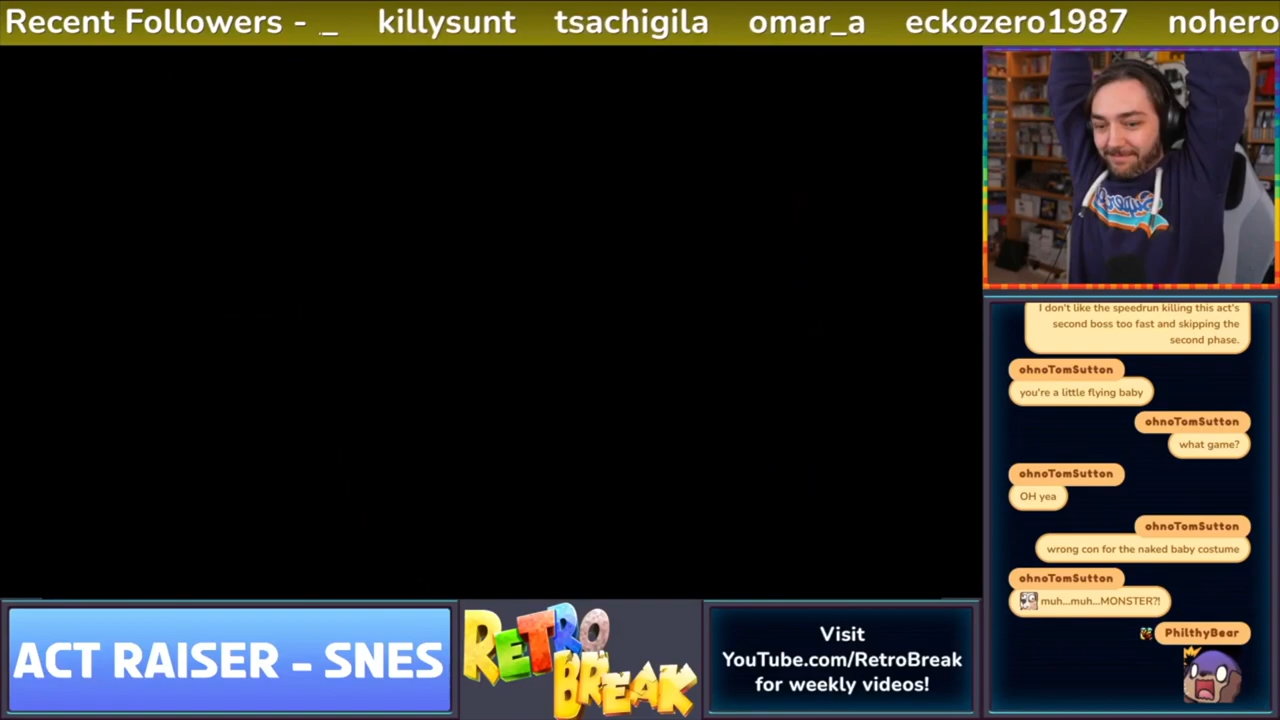 Recent Followers - _ killysunt tsachigila omar_a eckozero1987 nohero
I don't like the speedrun killing this act's
second boss too fast and skipping the
second phase.
ohnoTomSutton
you're a little flying baby
ohnoTomSutton
what game?
ohnoTomSutton
OH yea
ohnoTomSutton
wrong con for the naked baby costume
ohnoTomSutton
muh...muh...MONSTER?!
PhilthyBear
ACT RAISER - SNES
RETRO
BREAK
Visit
YouTube.com/RetroBreak
for weekly videos!